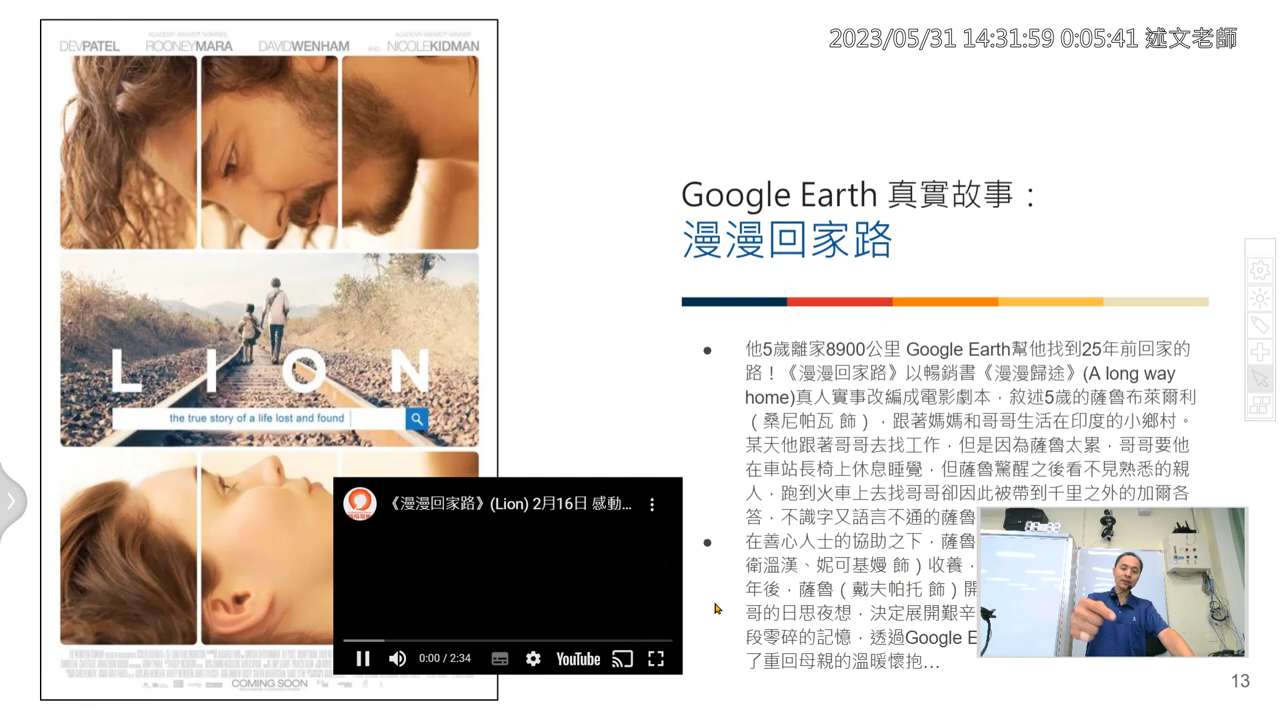 2023/05/31 14:31:59 0:05:41 述文老師
ACADEMY AWARD® NOMINEE
ACADEMY AWARD® WINNER
DEVPATEL ROONEYMARA DAVIDWENHAM AND NICOLEKIDMAN
LION
the true story of a life lost and found
COMING SOON
《漫漫回家路》(Lion) 2月16日 感動...
0:00 / 2:34
YouTube
Google Earth 真實故事：
漫漫回家路
● 他5歲離家8900公里 Google Earth幫他找到25年前回家的
路！《漫漫回家路》以暢銷書《漫漫歸途》(A long way
home)真人實事改編成電影劇本，敘述5歲的薩魯布萊爾利
（桑尼帕瓦 飾），跟著媽媽和哥哥生活在印度的小鄉村。
某天他跟著哥哥去找工作，但是因為薩魯太累，哥哥要他
在車站長椅上休息睡覺，但薩魯驚醒之後看不見熟悉的親
人，跑到火車上去找哥哥卻因此被帶到千里之外的加爾各
答，不識字又語言不通的薩魯
● 在善心人士的協助之下，薩魯
衛溫漢、妮可基嫚 飾）收養，
年後，薩魯（戴夫帕托 飾）開
哥的日思夜想，決定展開艱辛
段零碎的記憶，透過Google E
了重回母親的溫暖懷抱...
13